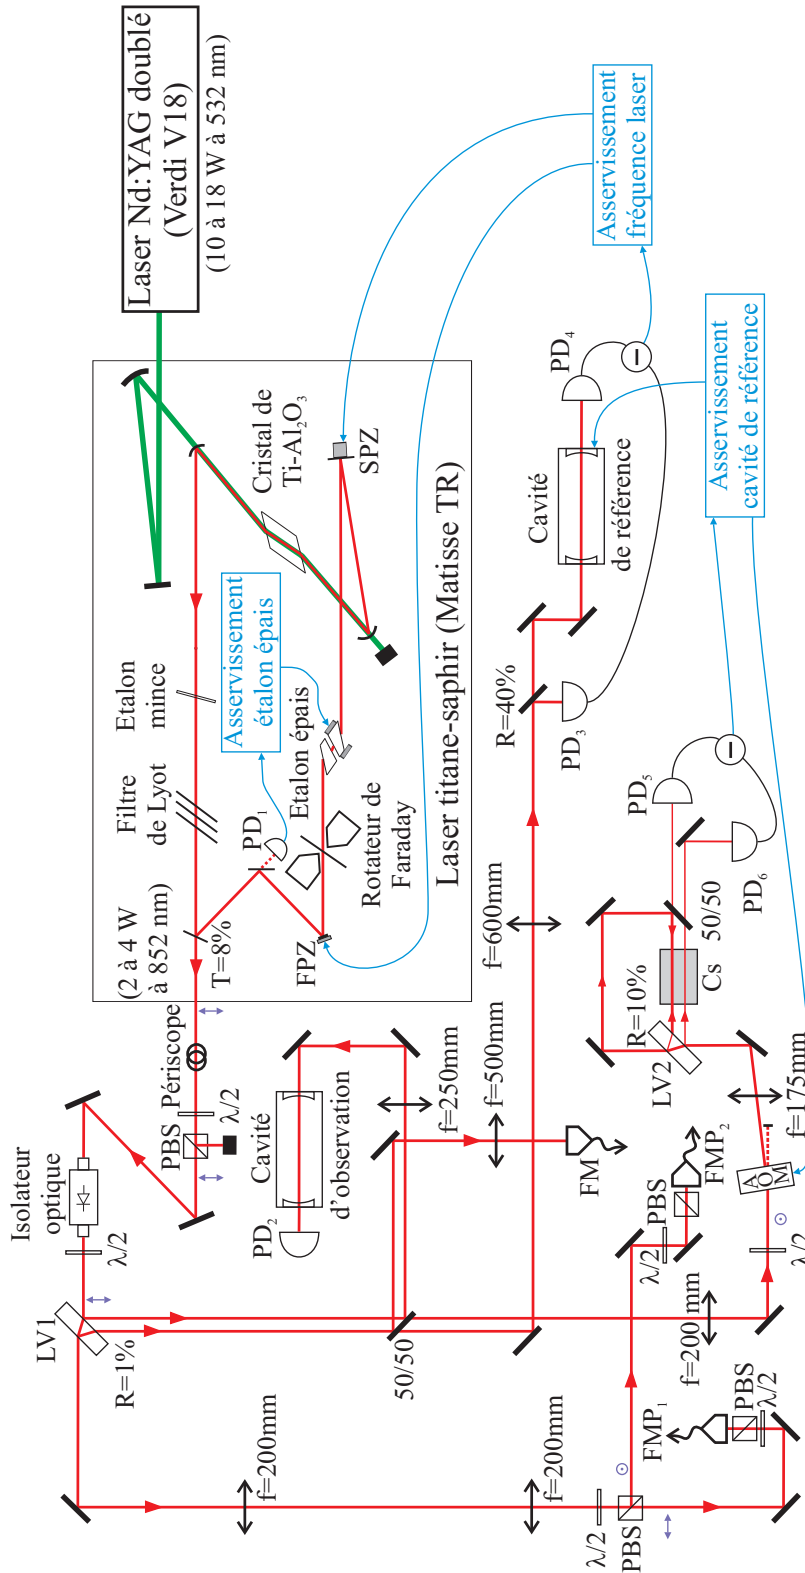 Laser Nd:YAG doublé
(Verdi V18)
(10 à 18 W à 532 nm)
Cristal de
Ti-Al2O3
SPZ
Etalon
mince
Filtre
de Lyot
Asservissement
étalon épais
Etalon épais
PD1
Rotateur de
Faraday
FPZ
T=8%
(2 à 4 W
à 852 nm)
Laser titane-saphir (Matisse TR)
Périscope
PBS
λ/2
Isolateur
optique
λ/2
LV1
R=1%
Cavité
d'observation
PD2
50/50
f=250mm
f=500mm
f=600mm
FM
R=40%
PD3
Cavité
de référence
PD4
Asservissement
fréquence laser
Asservissement
cavité de référence
PD5
PD6
50/50
Cs
R=10%
LV2
f=175mm
AOM
λ/2
f=200 mm
f=200mm
f=200mm
λ/2
PBS
λ/2
PBS
FMP2
FMP1
PBS
λ/2